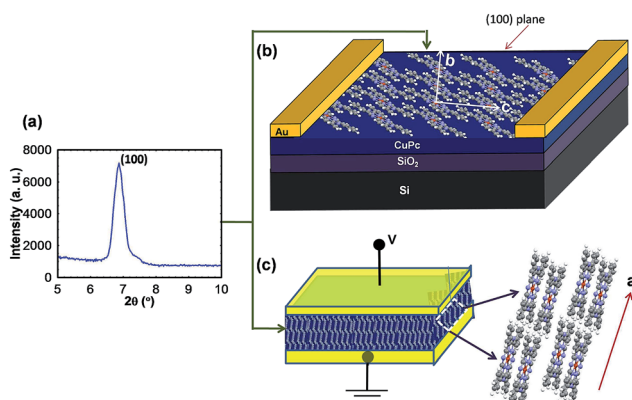 (100) plane
(b)
b
c
Au
CuPc
SiO₂
Si
(a)
(100)
Intensity (a. u.)
8000
6000
4000
2000
0
5 6 7 8 9 10
2θ (°)
(c)
V
a